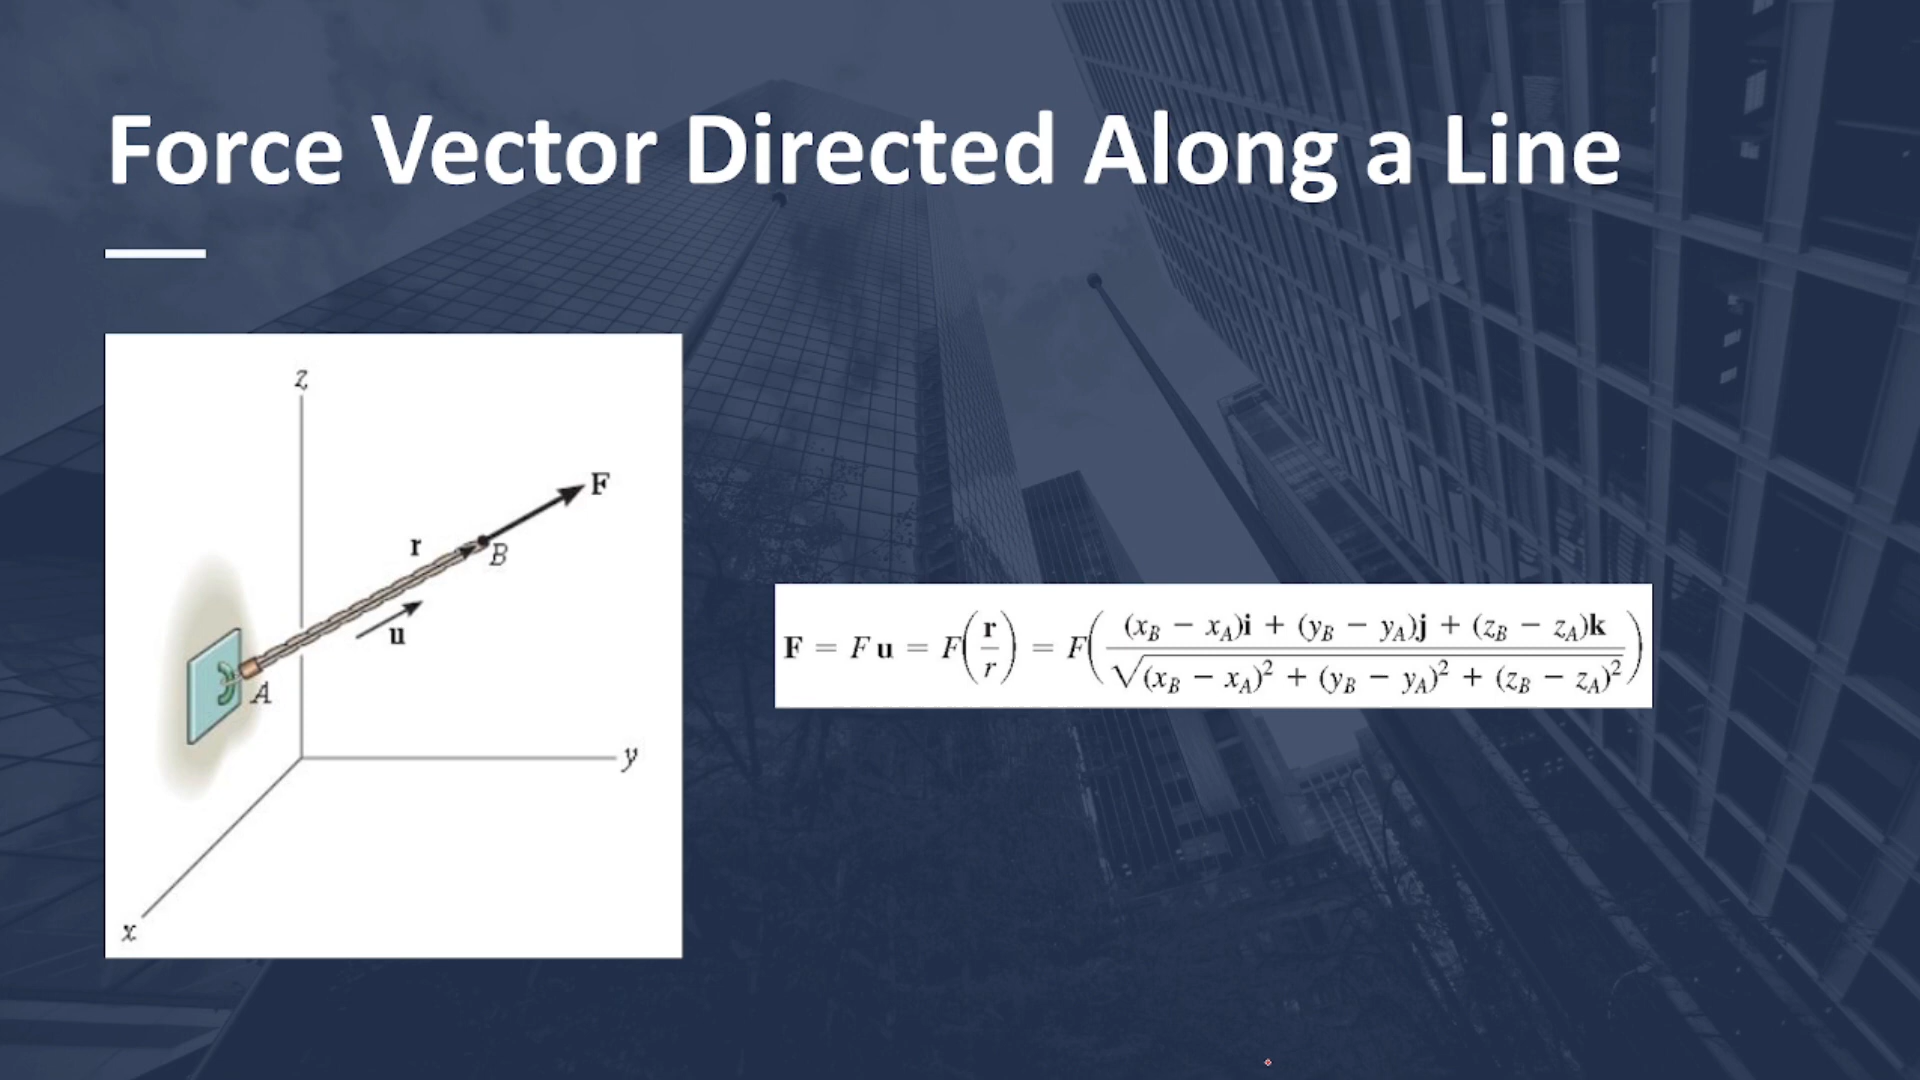 Force Vector Directed Along a Line
z
F
r
B
u
A
y
x
F = F u = F(r/r) = F((x_B − x_A)i + (y_B − y_A)j + (z_B − z_A)k / √(x_B − x_A)² + (y_B − y_A)² + (z_B − z_A)²)